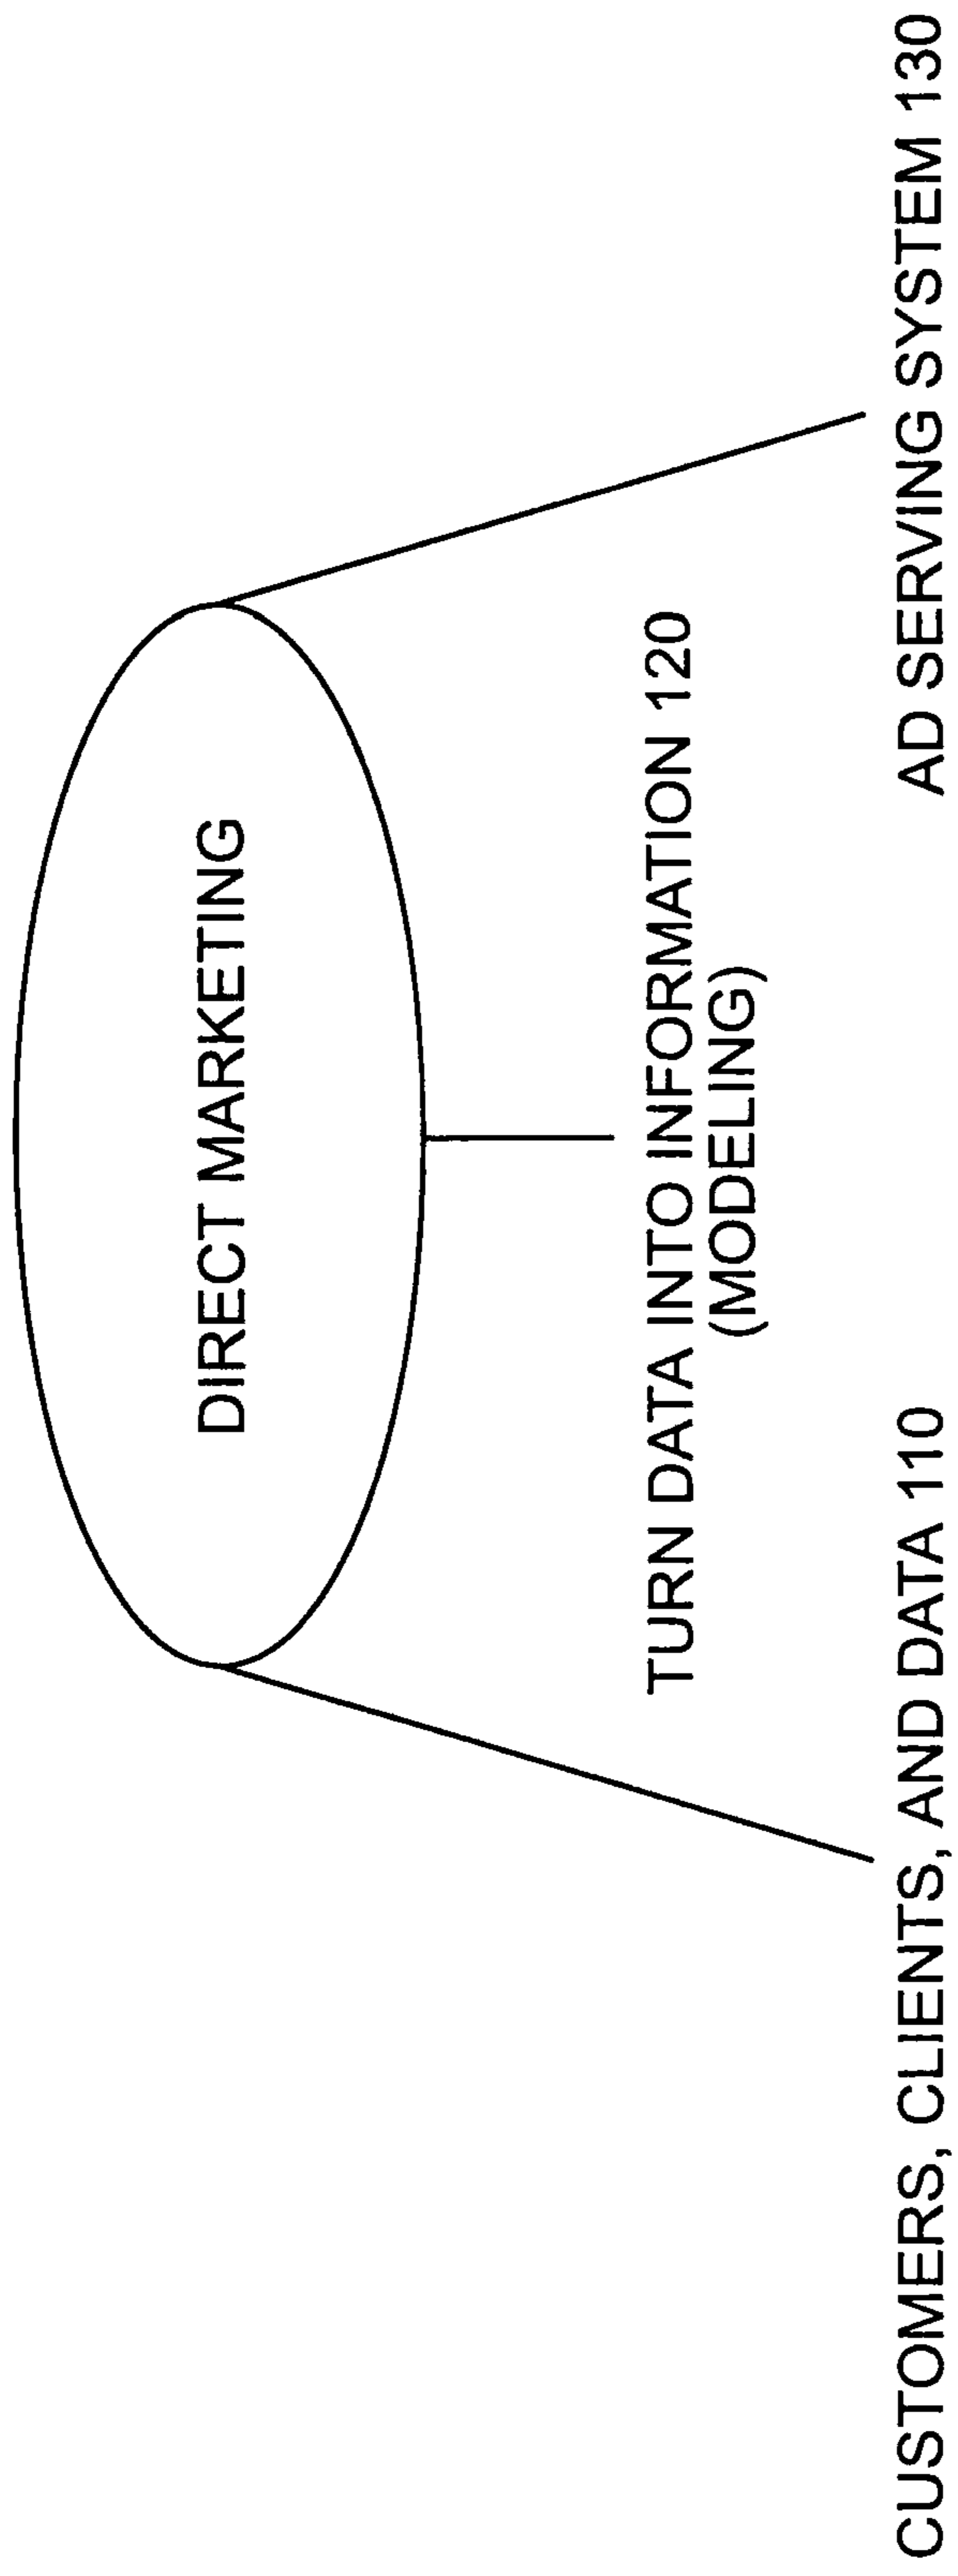 DIRECT MARKETING
TURN DATA INTO INFORMATION 120
(MODELING)
CUSTOMERS, CLIENTS, AND DATA 110
AD SERVING SYSTEM 130